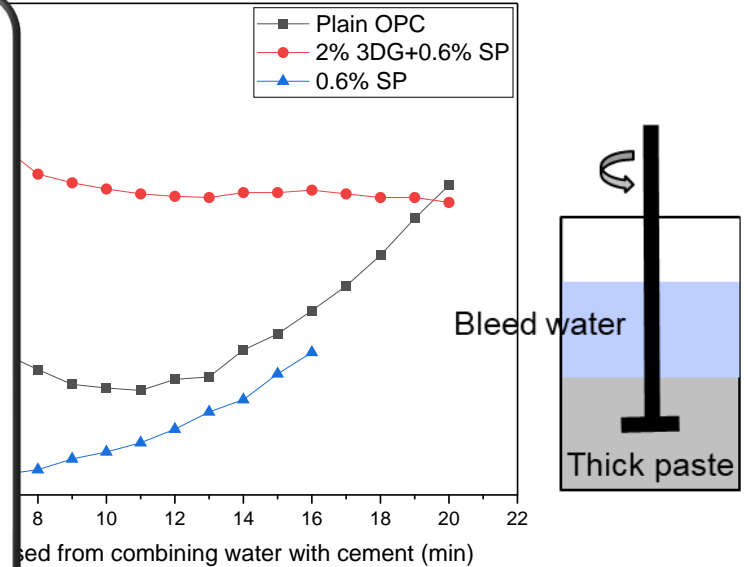 Plain OPC
2% 3DG+0.6% SP
0.6% SP
Bleed water
Thick paste
8 10 12 14 16 18 20 22
from combining water with cement (min)